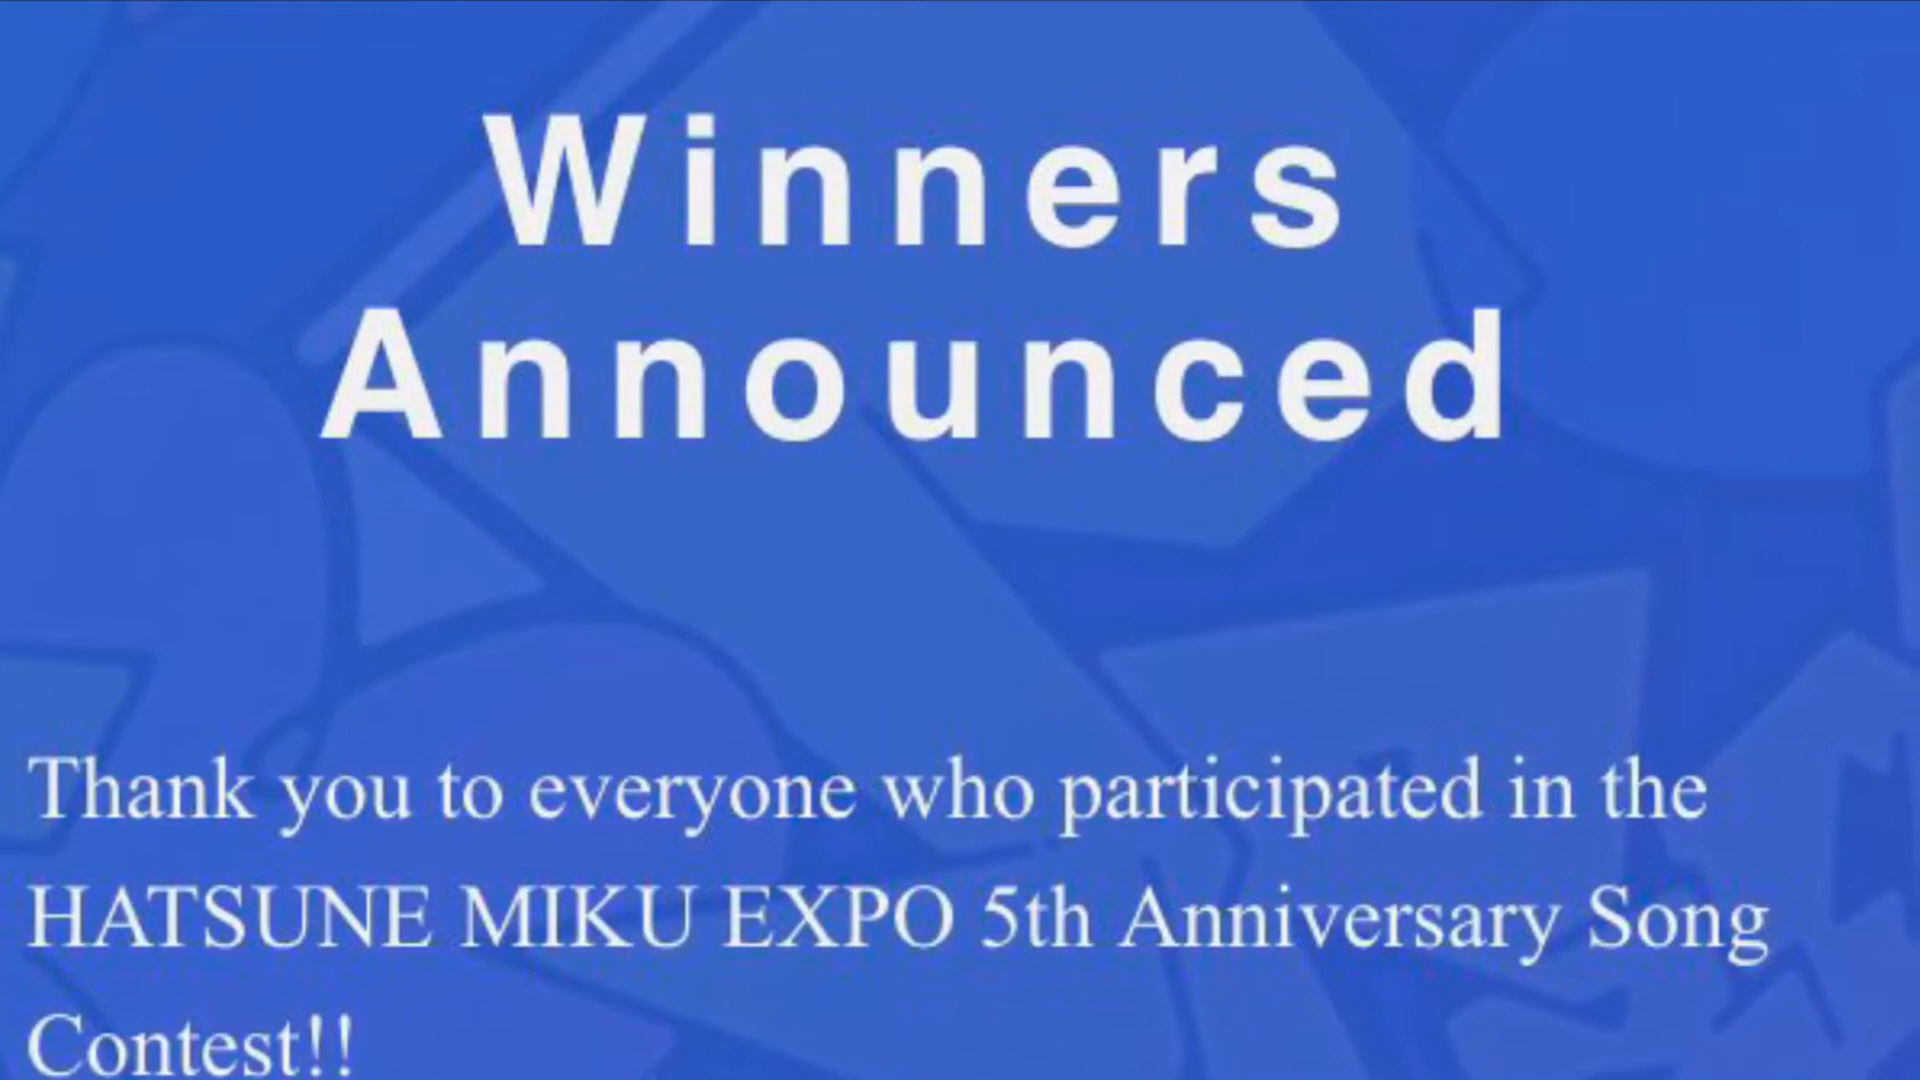 Winners
Announced
Thank you to everyone who participated in the
HATSUNE MIKU EXPO 5th Anniversary Song
Contest!!